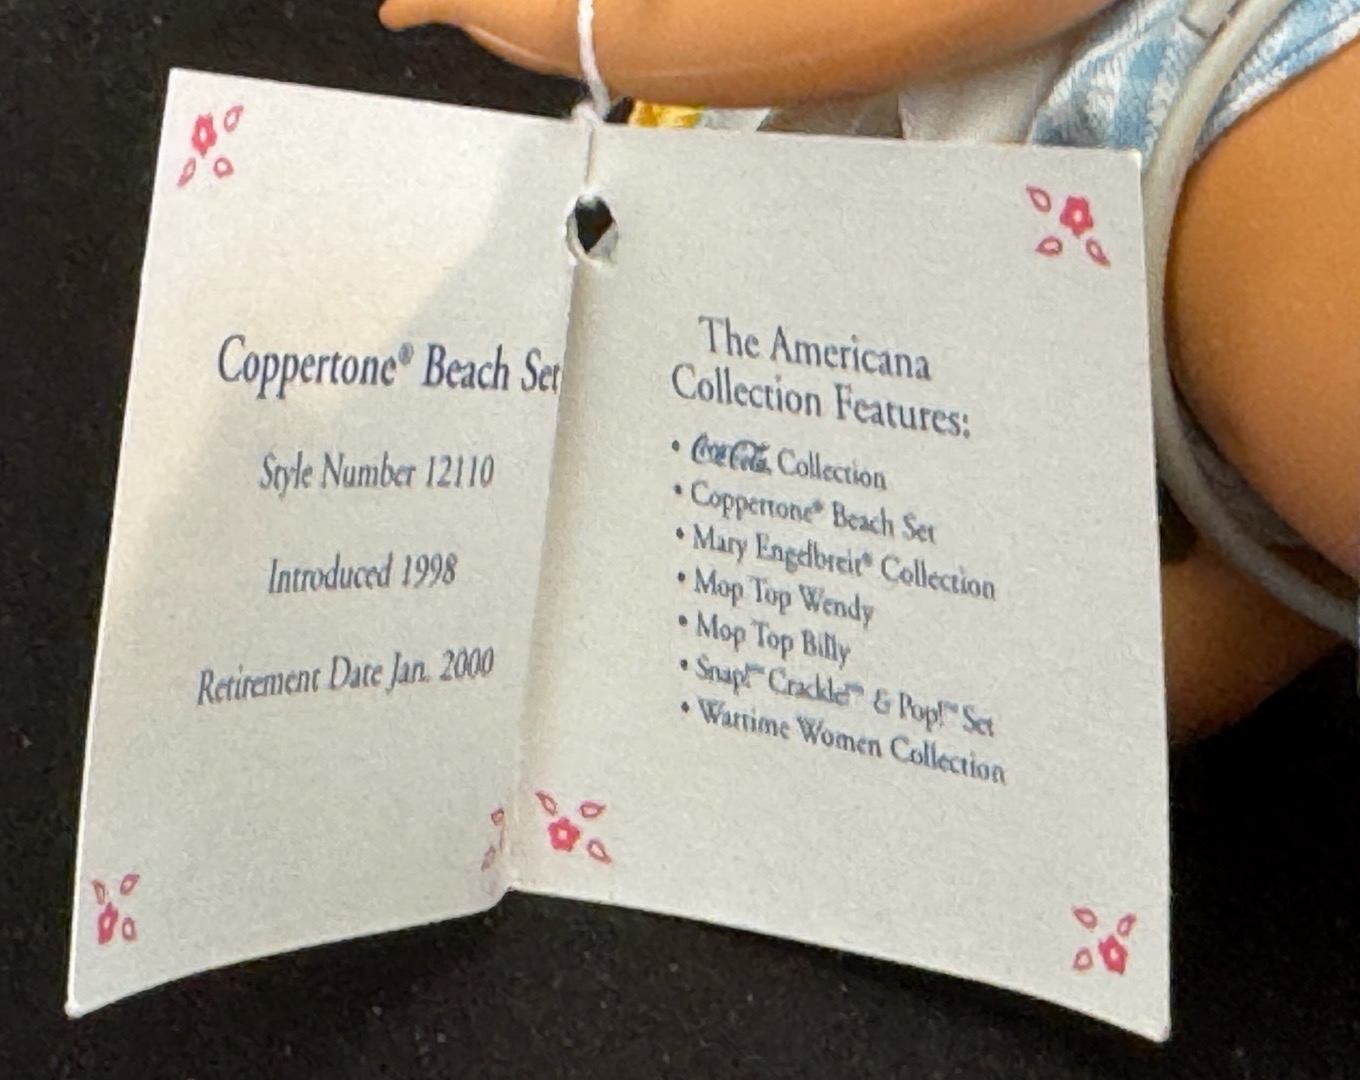 Coppertone® Beach Set
Style Number 12110
Introduced 1998
Retirement Date Jan. 2000
The Americana
Collection Features:
• Coca-Cola Collection
• Coppertone® Beach Set
• Mary Engelbreit® Collection
• Mop Top Wendy
• Mop Top Billy
• Snap!™ Crackle!™ & Pop!™ Set
• Wartime Women Collection